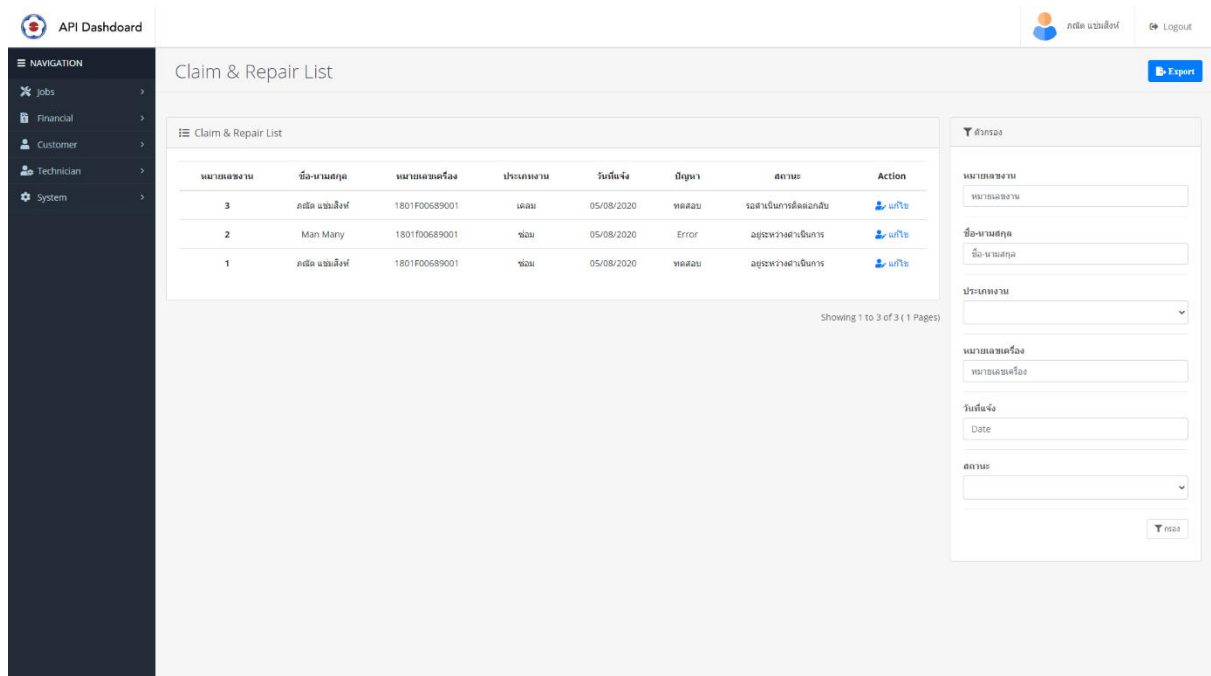 API Dashdoard
ภณัค แช่มสิงห์
Logout
NAVIGATION
Jobs
Financial
Customer
Technician
System
Claim & Repair List
Export
Claim & Repair List
หมายเลขงาน ชื่อ-นามสกุล หมายเลขเครื่อง ประเภทงาน วันที่แจ้ง ปัญหา สถานะ Action
3 ภณัค แช่มสิงห์ 1801F00689001 เคลม 05/08/2020 ทดสอบ รอดำเนินการติดต่อกลับ แก้ไข
2 Man Many 1801f00689001 ซ่อม 05/08/2020 Error อยู่ระหว่างดำเนินการ แก้ไข
1 ภณัค แช่มสิงห์ 1801F00689001 ซ่อม 05/08/2020 ทดสอบ อยู่ระหว่างดำเนินการ แก้ไข
Showing 1 to 3 of 3 ( 1 Pages)
ตัวกรอง
หมายเลขงาน
หมายเลขงาน
ชื่อ-นามสกุล
ชื่อ-นามสกุล
ประเภทงาน
หมายเลขเครื่อง
หมายเลขเครื่อง
วันที่แจ้ง
Date
สถานะ
กรอง